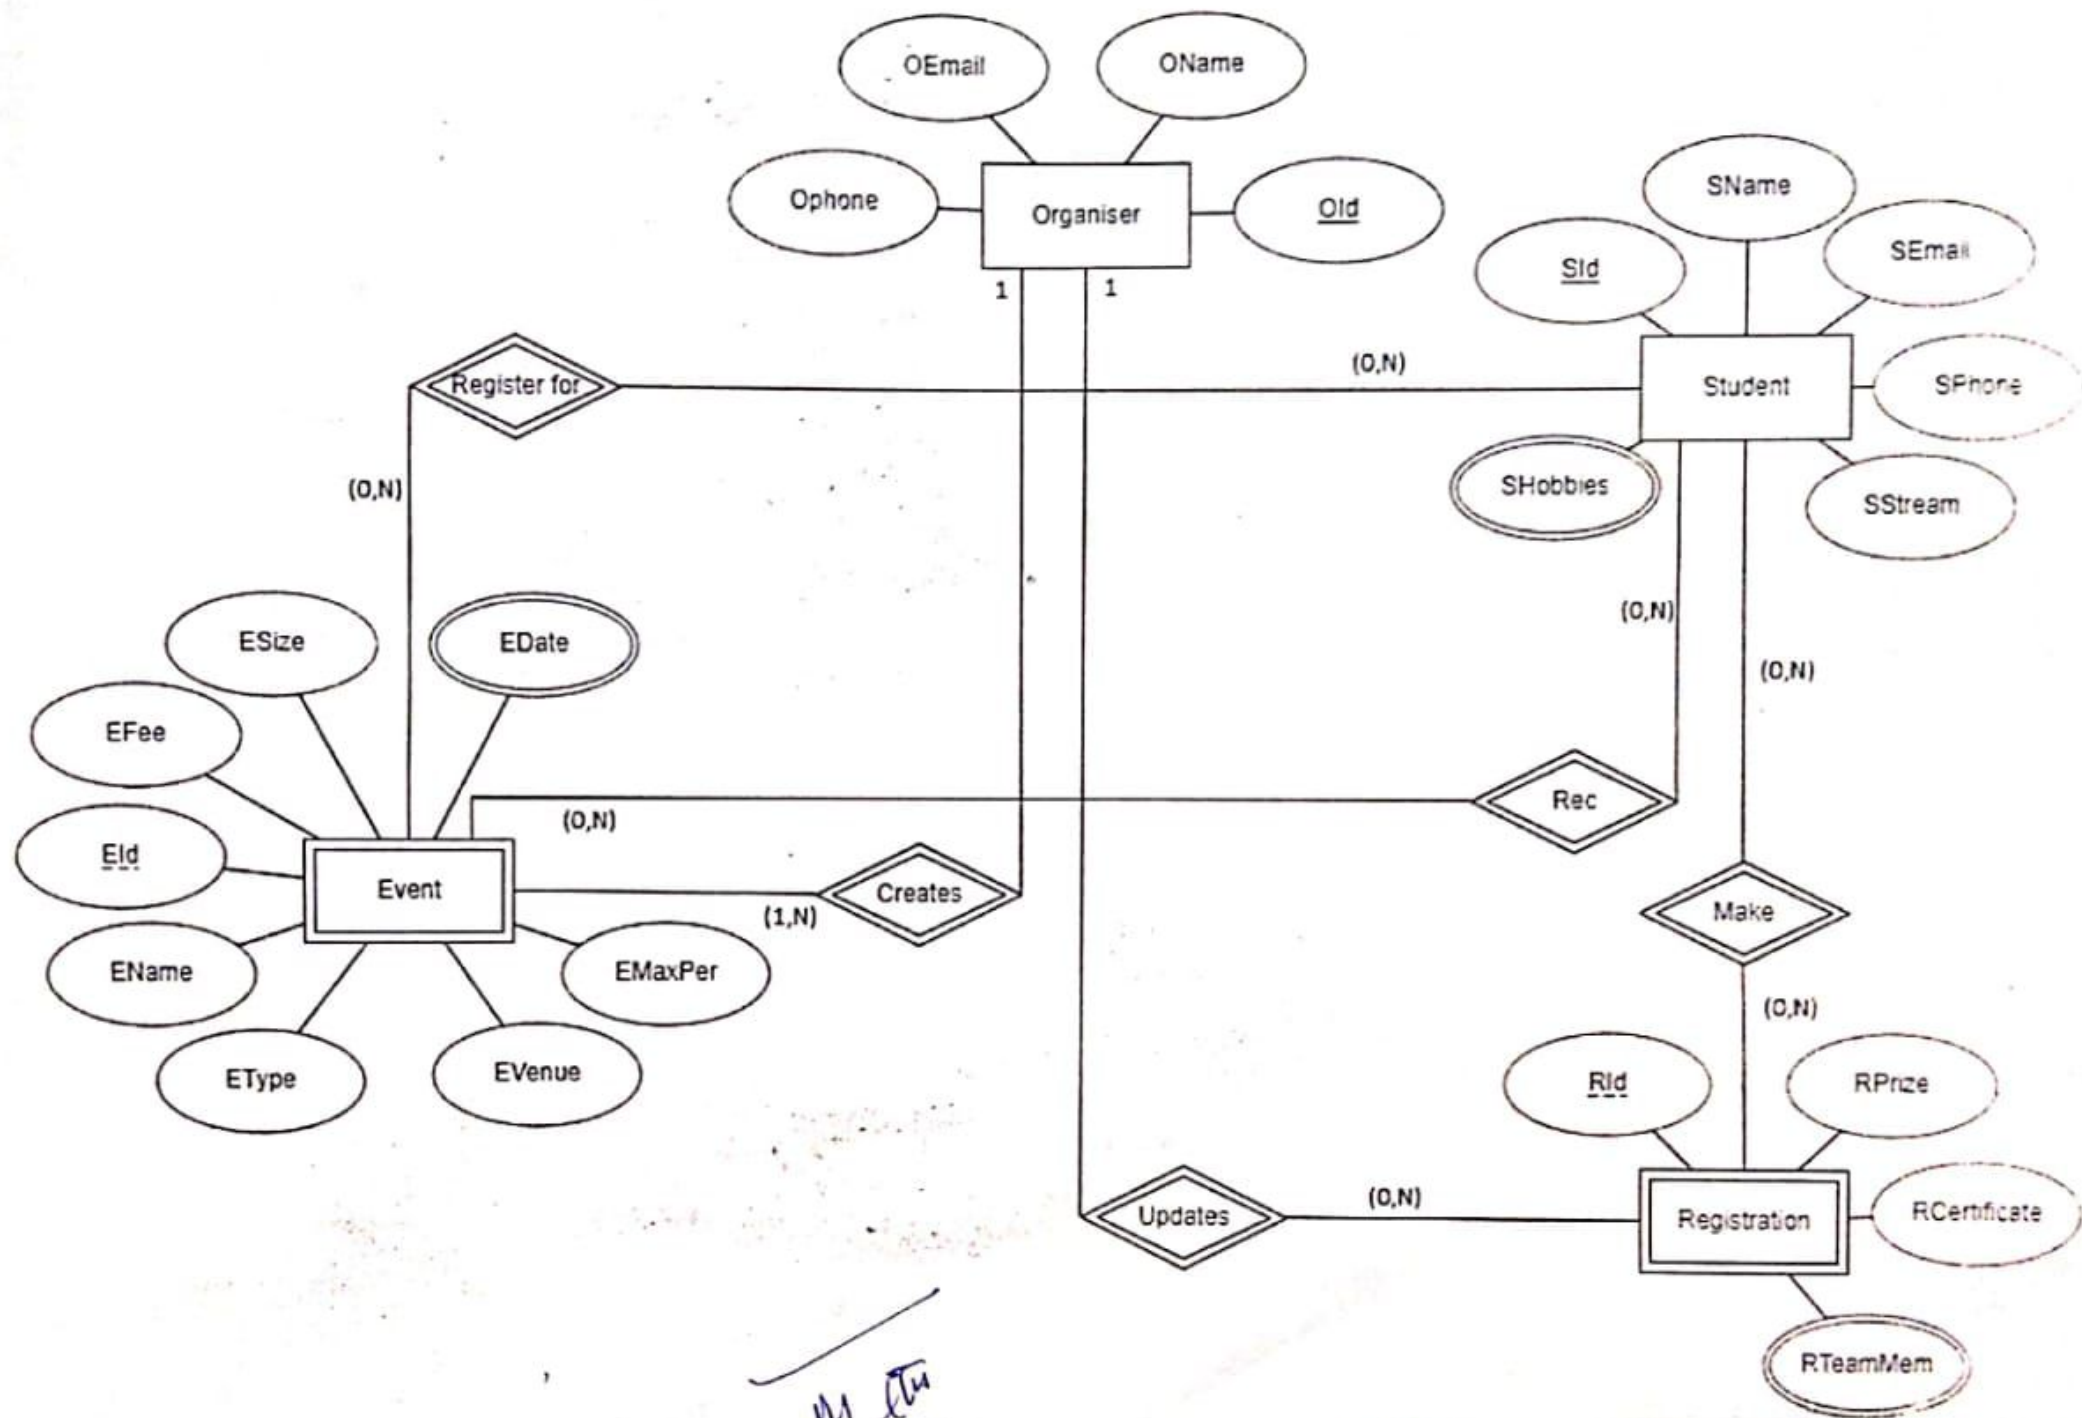 OEmail
OName
Ophone
Organiser
OId
1
1
SName
SId
SEmail
Register for
(0,N)
Student
SPhone
(0,N)
SHobbies
SStream
(0,N)
ESize
EDate
(0,N)
EFee
(0,N)
Rec
EId
Event
Creates
(1,N)
Make
EName
EMaxPer
(0,N)
EType
EVenue
RId
RPrize
Updates
(0,N)
Registration
RCertificate
RTeamMem